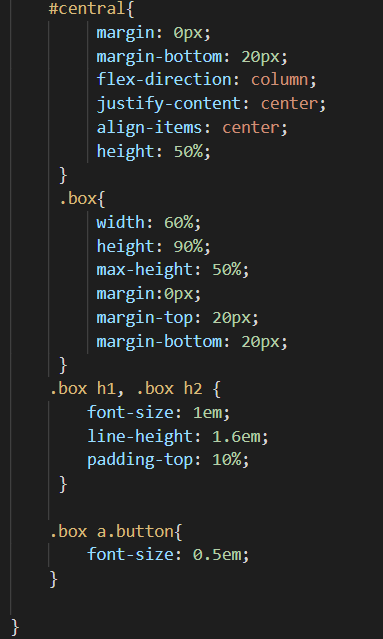 #central{
margin: 0px;
margin-bottom: 20px;
flex-direction: column;
justify-content: center;
align-items: center;
height: 50%;
}
.box{
width: 60%;
height: 90%;
max-height: 50%;
margin:0px;
margin-top: 20px;
margin-bottom: 20px;
}
.box h1, .box h2 {
font-size: 1em;
line-height: 1.6em;
padding-top: 10%;
}
.box a.button{
font-size: 0.5em;
}
}